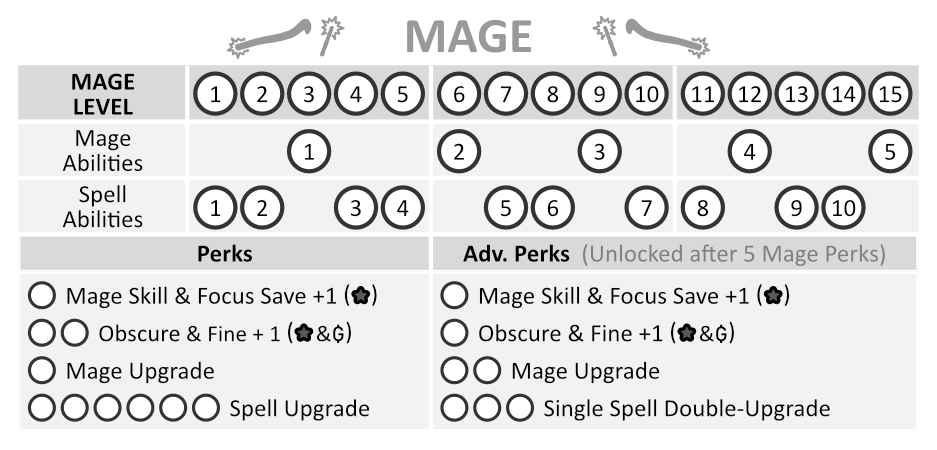 MAGE
MAGE LEVEL 1 2 3 4 5 6 7 8 9 10 11 12 13 14 15
Mage Abilities 1 2 3 4 5
Spell Abilities 1 2 3 4 5 6 7 8 9 10
Perks
Adv. Perks (Unlocked after 5 Mage Perks)
Mage Skill & Focus Save +1 ()
Obscure & Fine + 1 (&₲)
Mage Upgrade
Spell Upgrade
Mage Skill & Focus Save +1 ()
Obscure & Fine +1 (&₲)
Mage Upgrade
Single Spell Double-Upgrade